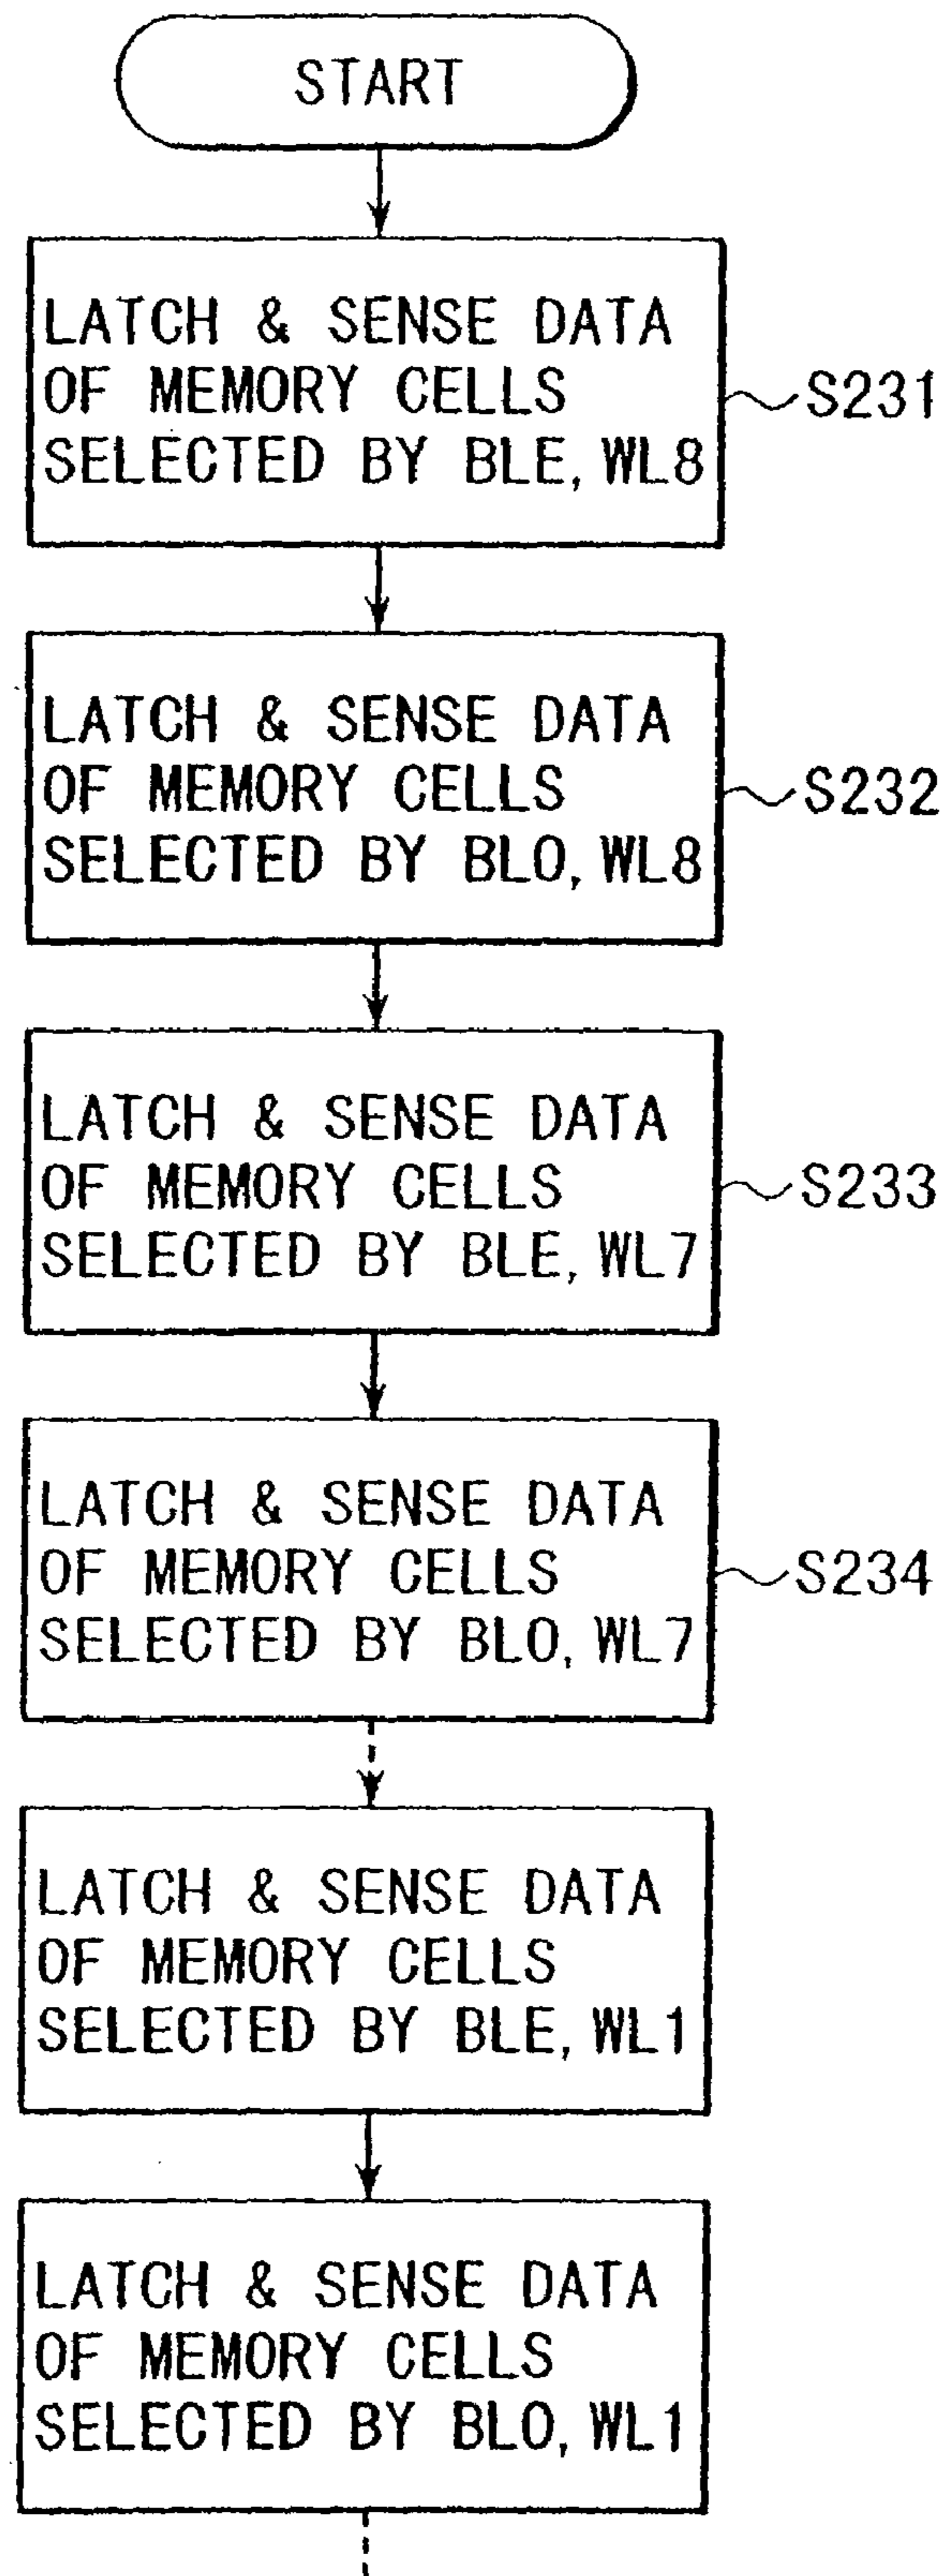 START
LATCH & SENSE DATA
OF MEMORY CELLS
SELECTED BY BLE, WL8
S231
LATCH & SENSE DATA
OF MEMORY CELLS
SELECTED BY BLO, WL8
S232
LATCH & SENSE DATA
OF MEMORY CELLS
SELECTED BY BLE, WL7
S233
LATCH & SENSE DATA
OF MEMORY CELLS
SELECTED BY BLO, WL7
S234
LATCH & SENSE DATA
OF MEMORY CELLS
SELECTED BY BLE, WL1
LATCH & SENSE DATA
OF MEMORY CELLS
SELECTED BY BLO, WL1